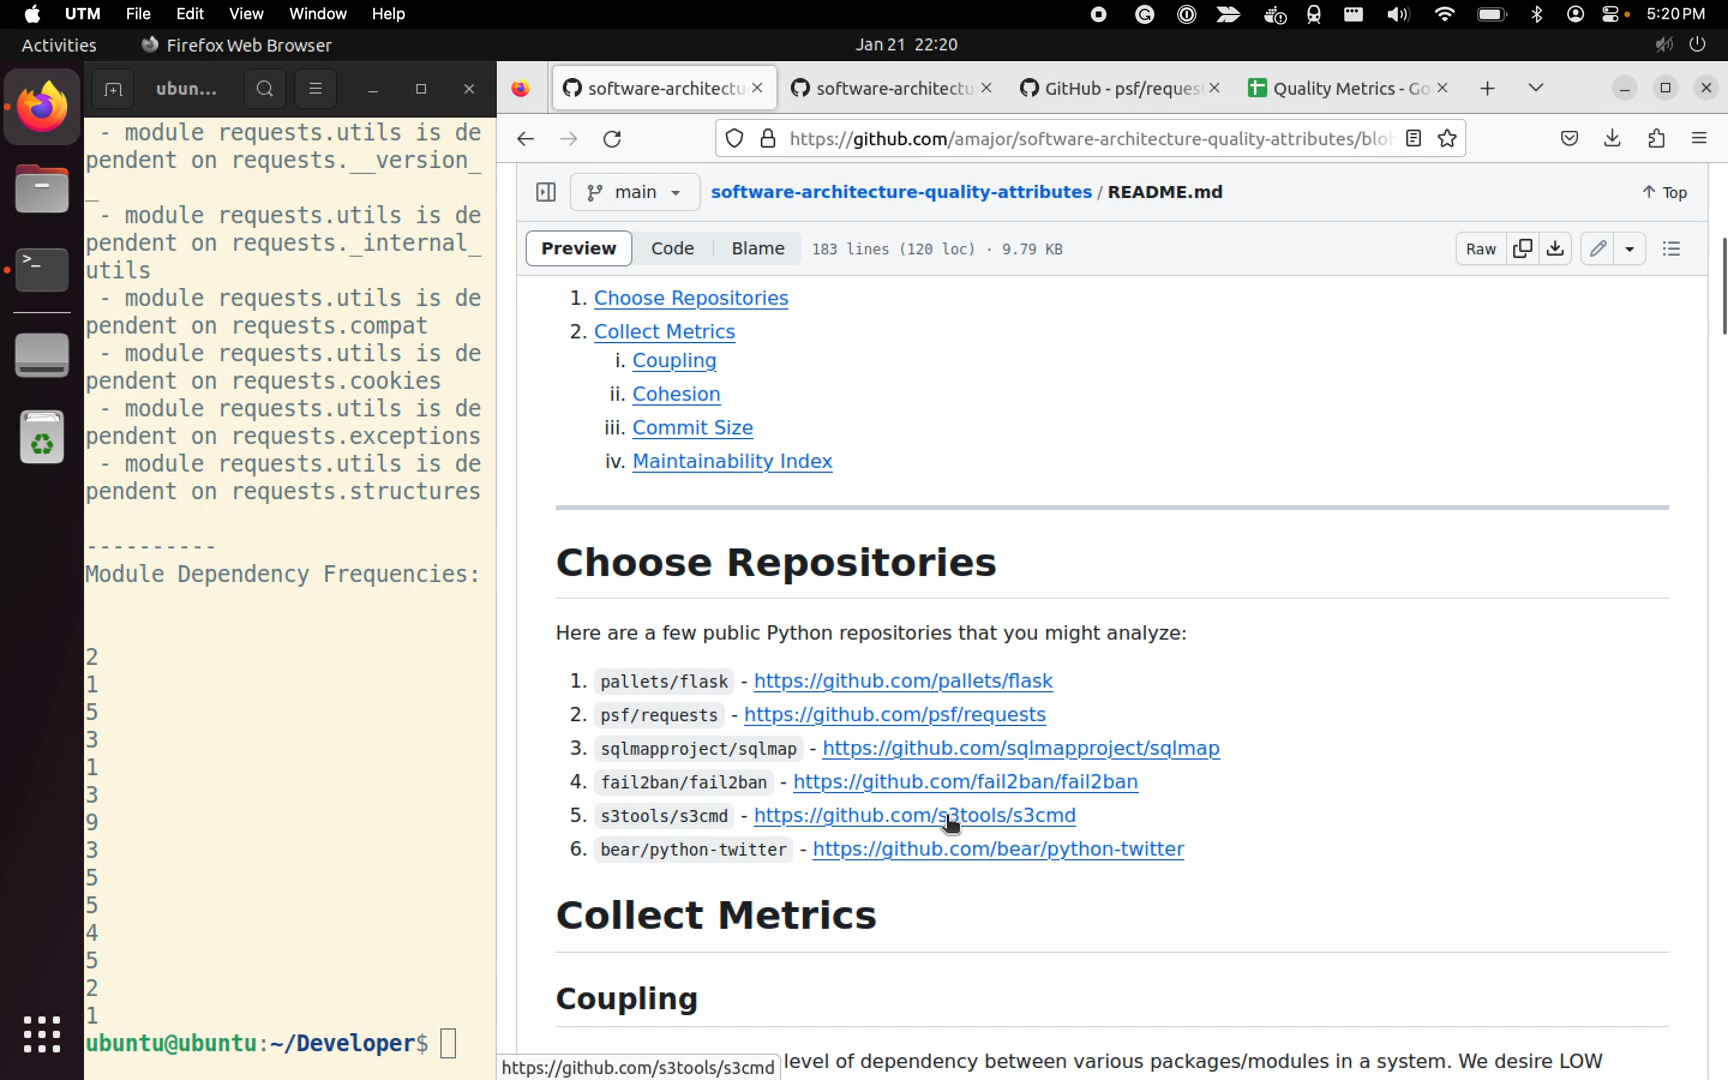 UTM File Edit View Window Help 5:20 PM
Activities Firefox Web Browser Jan 21 22:20
ubun...
software-architectu
software-architectu
GitHub - psf/reques
Quality Metrics - Go
https://github.com/amajor/software-architecture-quality-attributes/blo
main
software-architecture-quality-attributes / README.md
Top
Preview Code Blame 183 lines (120 loc) · 9.79 KB Raw
- module requests.utils is de
pendent on requests.__version_
_
- module requests.utils is de
pendent on requests._internal_
utils
- module requests.utils is de
pendent on requests.compat
- module requests.utils is de
pendent on requests.cookies
- module requests.utils is de
pendent on requests.exceptions
- module requests.utils is de
pendent on requests.structures
----------
Module Dependency Frequencies:
2
1
5
3
1
3
9
3
5
5
4
5
2
1
ubuntu@ubuntu:~/Developer$
1. Choose Repositories
2. Collect Metrics
i. Coupling
ii. Cohesion
iii. Commit Size
iv. Maintainability Index
Choose Repositories
Here are a few public Python repositories that you might analyze:
1. pallets/flask - https://github.com/pallets/flask
2. psf/requests - https://github.com/psf/requests
3. sqlmapproject/sqlmap - https://github.com/sqlmapproject/sqlmap
4. fail2ban/fail2ban - https://github.com/fail2ban/fail2ban
5. s3tools/s3cmd - https://github.com/s3tools/s3cmd
6. bear/python-twitter - https://github.com/bear/python-twitter
Collect Metrics
Coupling
level of dependency between various packages/modules in a system. We desire LOW
https://github.com/s3tools/s3cmd